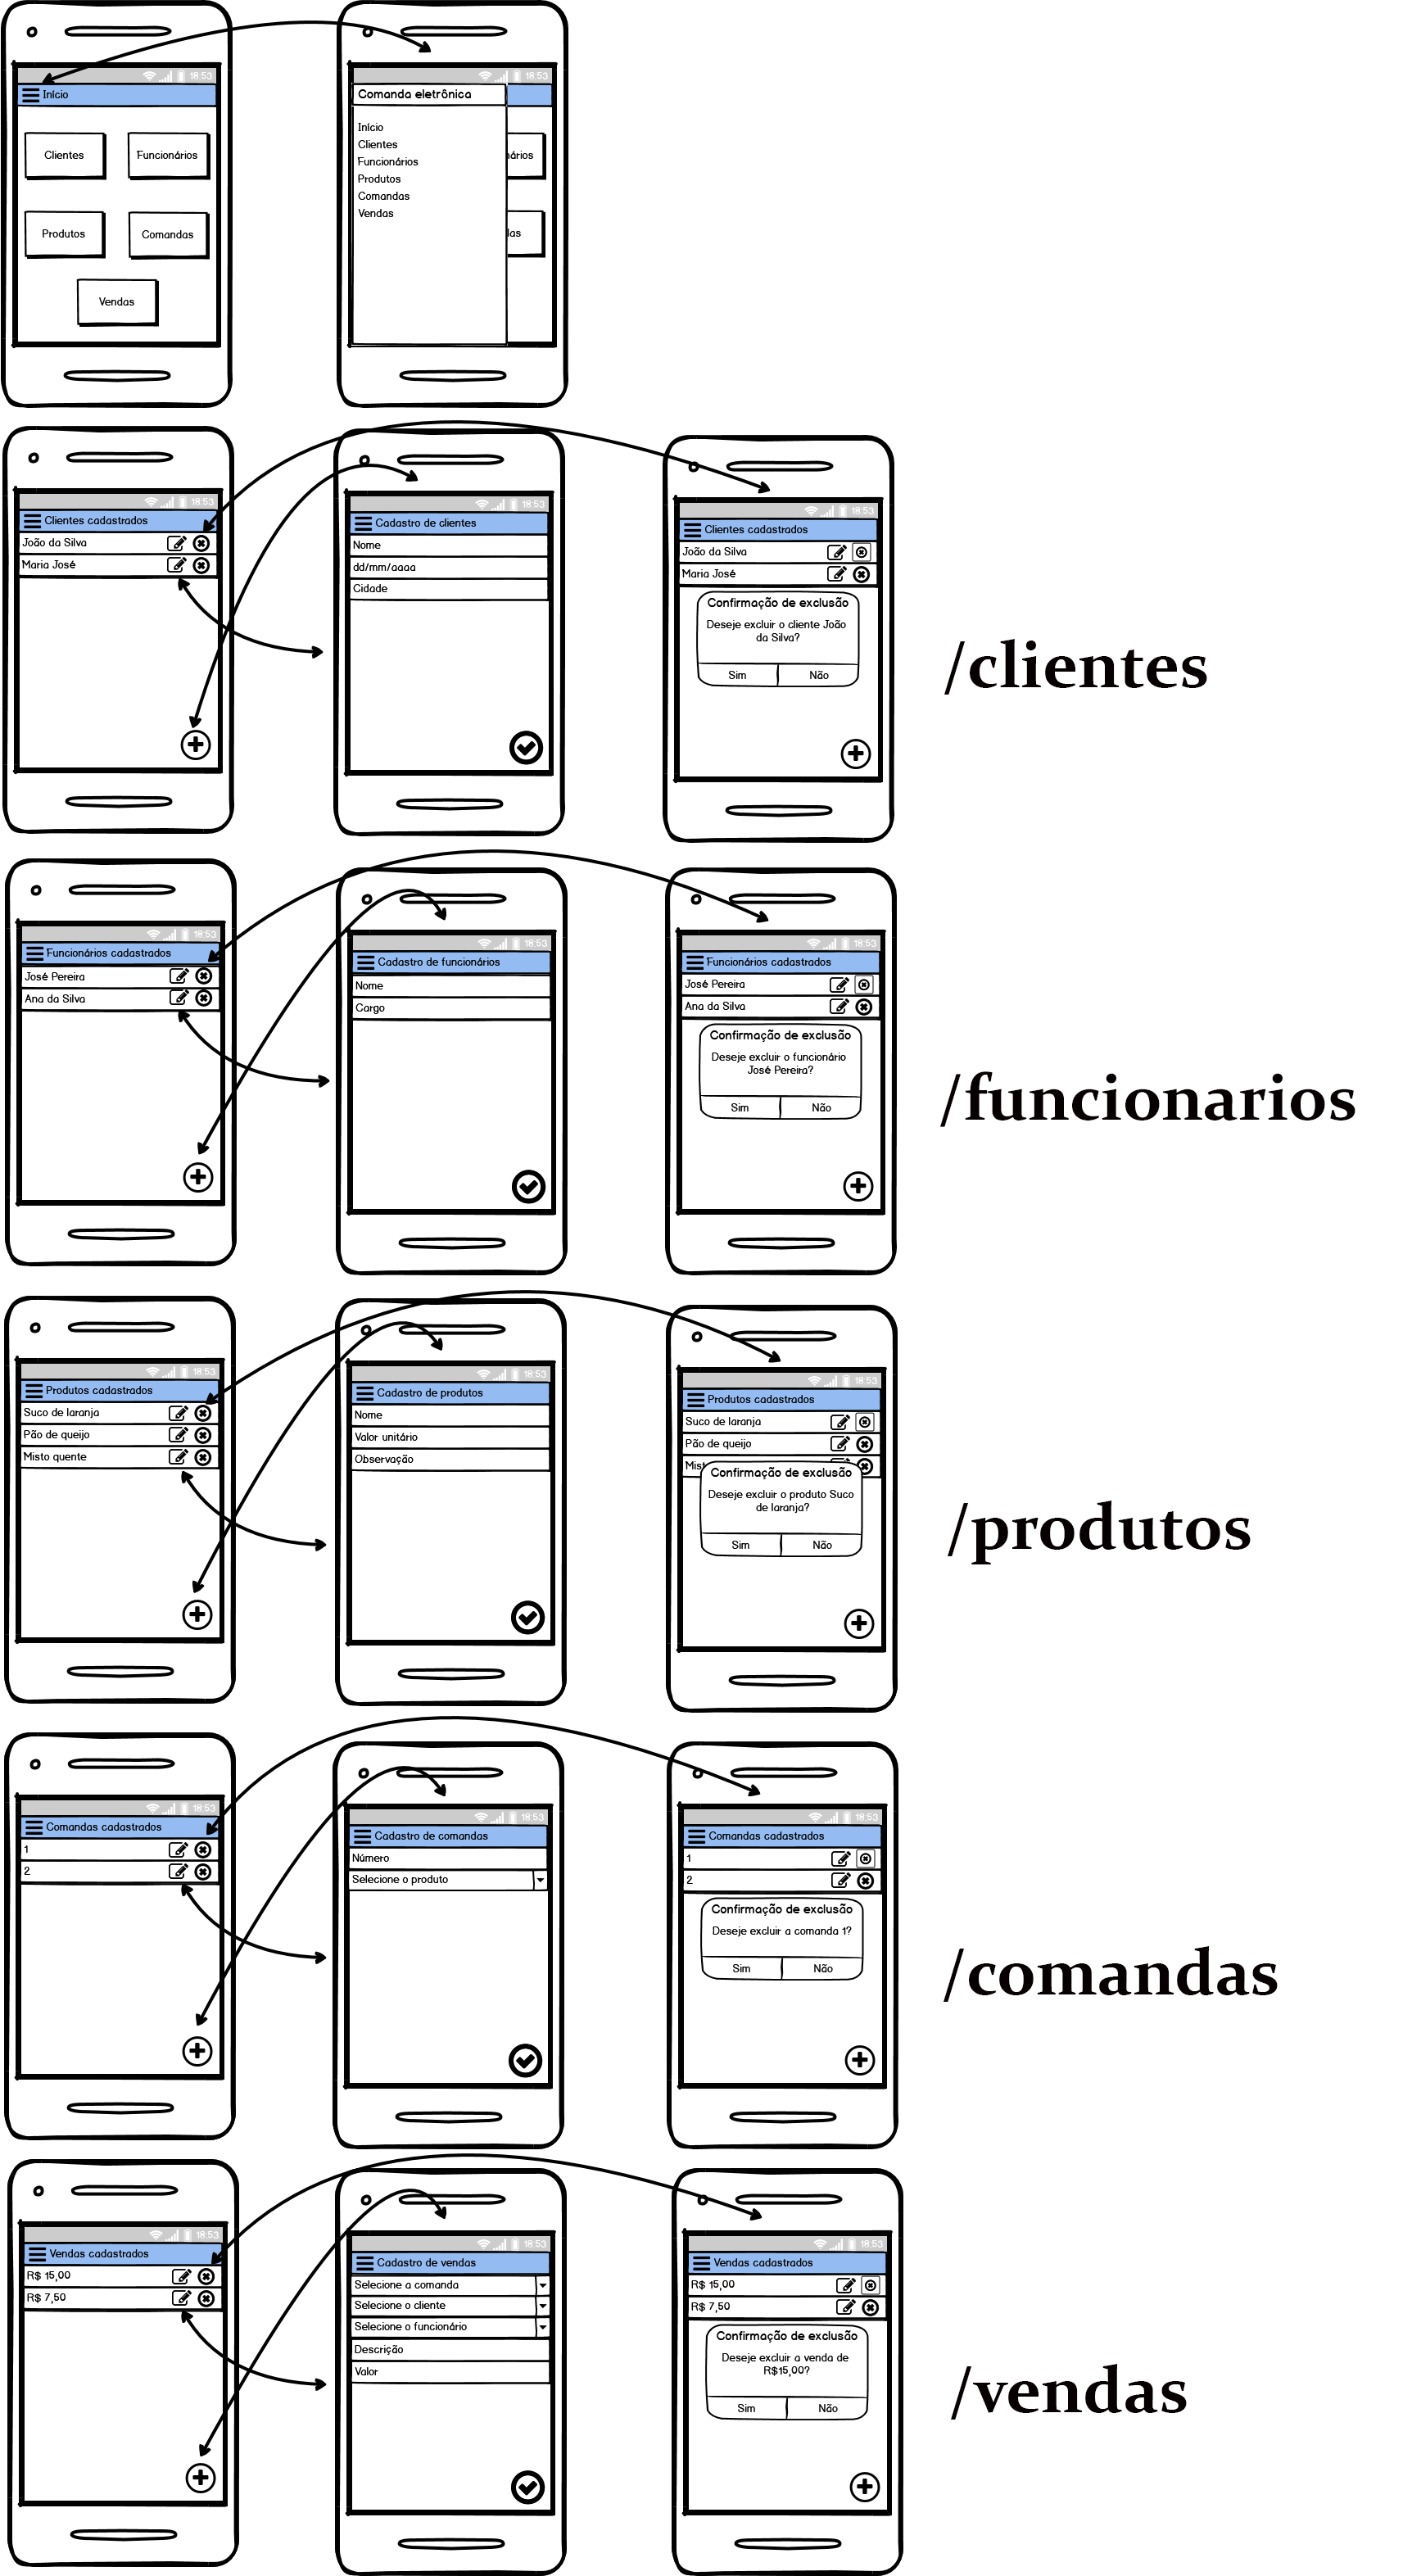 18:53
Início
Clientes
Funcionários
Produtos
Comandas
Vendas
18:53
Comanda eletrônica
Início
Clientes
Funcionários
Produtos
Comandas
Vendas
ários
las
18:53
Clientes cadastrados
João da Silva
Maria José
18:53
Cadastro de clientes
Nome
dd/mm/aaaa
Cidade
18:53
Clientes cadastrados
João da Silva
Maria José
Confirmação de exclusão
Deseje excluir o cliente João
da Silva?
Sim
Não
/clientes
18:53
Funcionários cadastrados
José Pereira
Ana da Silva
18:53
Cadastro de funcionários
Nome
Cargo
18:53
Funcionários cadastrados
José Pereira
Ana da Silva
Confirmação de exclusão
Deseje excluir o funcionário
José Pereira?
Sim
Não
/funcionarios
18:53
Produtos cadastrados
Suco de laranja
Pão de queijo
Misto quente
18:53
Cadastro de produtos
Nome
Valor unitário
Observação
18:53
Produtos cadastrados
Suco de laranja
Pão de queijo
Mist
Confirmação de exclusão
Deseje excluir o produto Suco
de laranja?
Sim
Não
/produtos
18:53
Comandas cadastrados
1
2
18:53
Cadastro de comandas
Número
Selecione o produto
18:53
Comandas cadastrados
1
2
Confirmação de exclusão
Deseje excluir a comanda 1?
Sim
Não
/comandas
18:53
Vendas cadastrados
R$ 15,00
R$ 7,50
18:53
Cadastro de vendas
Selecione a comanda
Selecione o cliente
Selecione o funcionário
Descrição
Valor
18:53
Vendas cadastrados
R$ 15,00
R$ 7,50
Confirmação de exclusão
Deseje excluir a venda de
R$15,00?
Sim
Não
/vendas